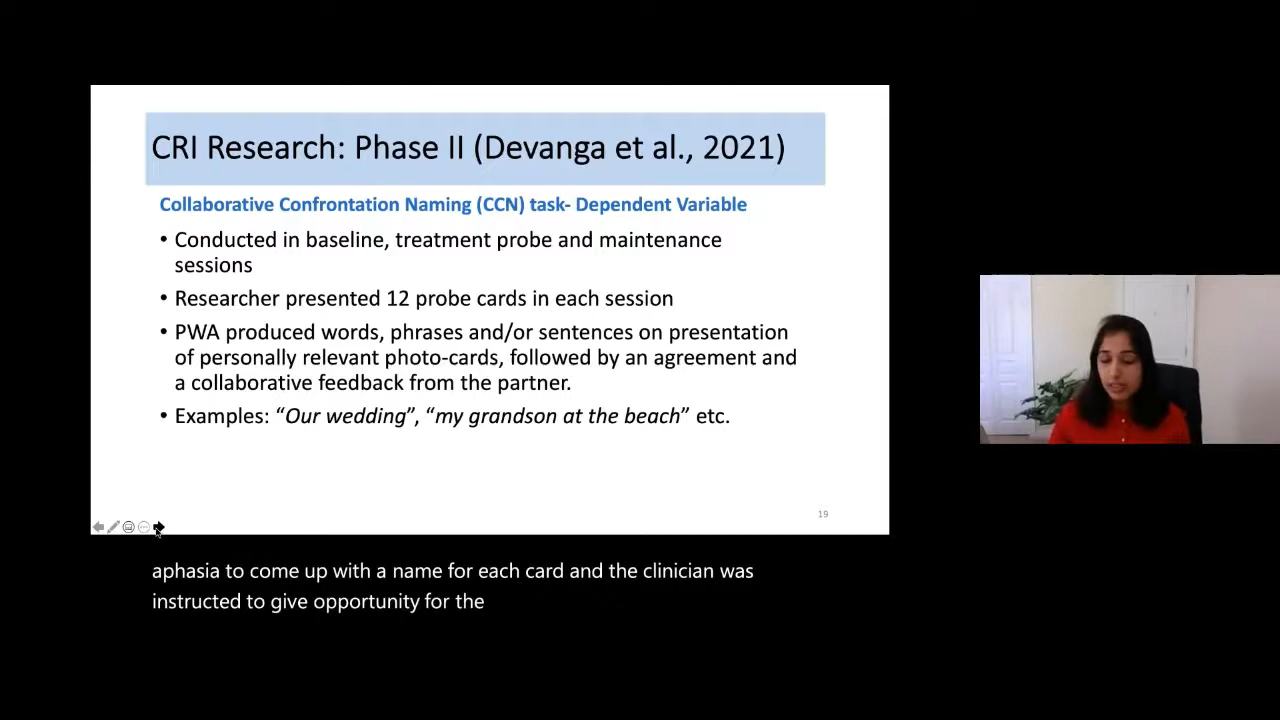 CRI Research: Phase II (Devanga et al., 2021)
Collaborative Confrontation Naming (CCN) task- Dependent Variable
• Conducted in baseline, treatment probe and maintenance
sessions
• Researcher presented 12 probe cards in each session
• PWA produced words, phrases and/or sentences on presentation
of personally relevant photo-cards, followed by an agreement and
a collaborative feedback from the partner.
• Examples: “Our wedding”, “my grandson at the beach” etc.
19
aphasia to come up with a name for each card and the clinician was
instructed to give opportunity for the